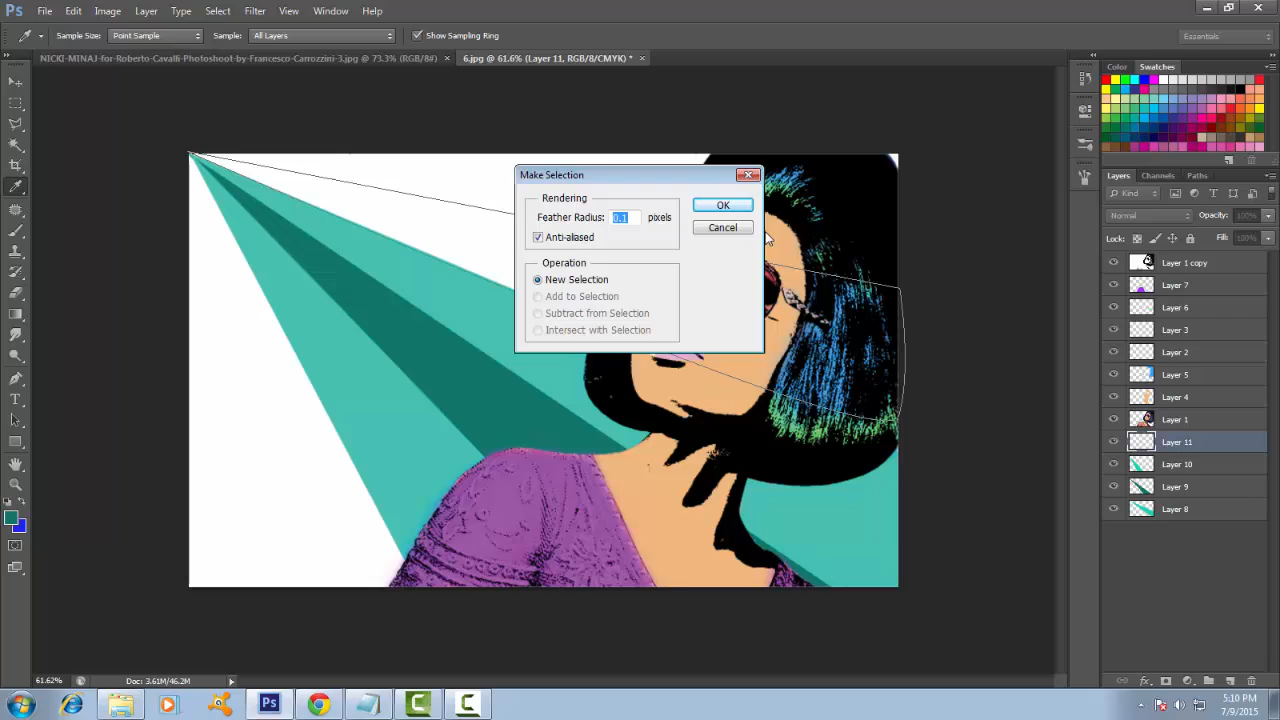 Ps File Edit Image Layer Type Select Filter View Window Help
Sample Size: Point Sample Sample: All Layers Show Sampling Ring Essentials
NICKI-MINAJ-for-Roberto-Cavalli-Photoshoot-by-Francesco-Carrozzini-3.jpg @ 73.3% (RGB/8#) × 6.jpg @ 61.6% (Layer 11, CMYK/8) * ×
Color Swatches
Make Selection
Rendering
Feather Radius: 0.1 pixels
Anti-aliased
OK
Cancel
Operation
New Selection
Add to Selection
Subtract from Selection
Intersect with Selection
Layers Channels Paths
Kind
Normal Opacity: 100%
Lock: Fill: 100%
Layer 1 copy
Layer 7
Layer 6
Layer 3
Layer 2
Layer 5
Layer 4
Layer 1
Layer 11
Layer 10
Layer 9
Layer 8
61.62% Doc: 3.61M/46.2M
5:10 PM
7/9/2015